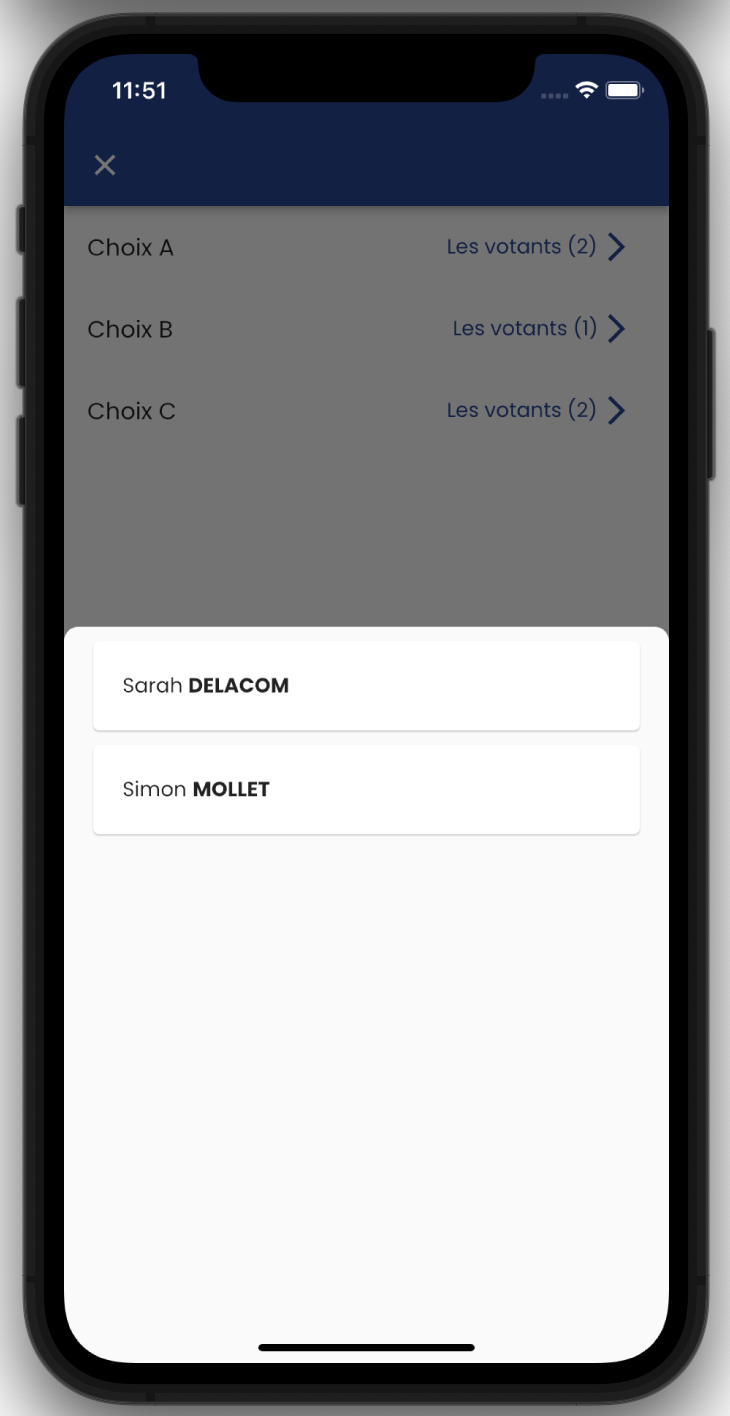 11:51
Choix A Les votants (2)
Choix B Les votants (1)
Choix C Les votants (2)
Sarah DELACOM
Simon MOLLET